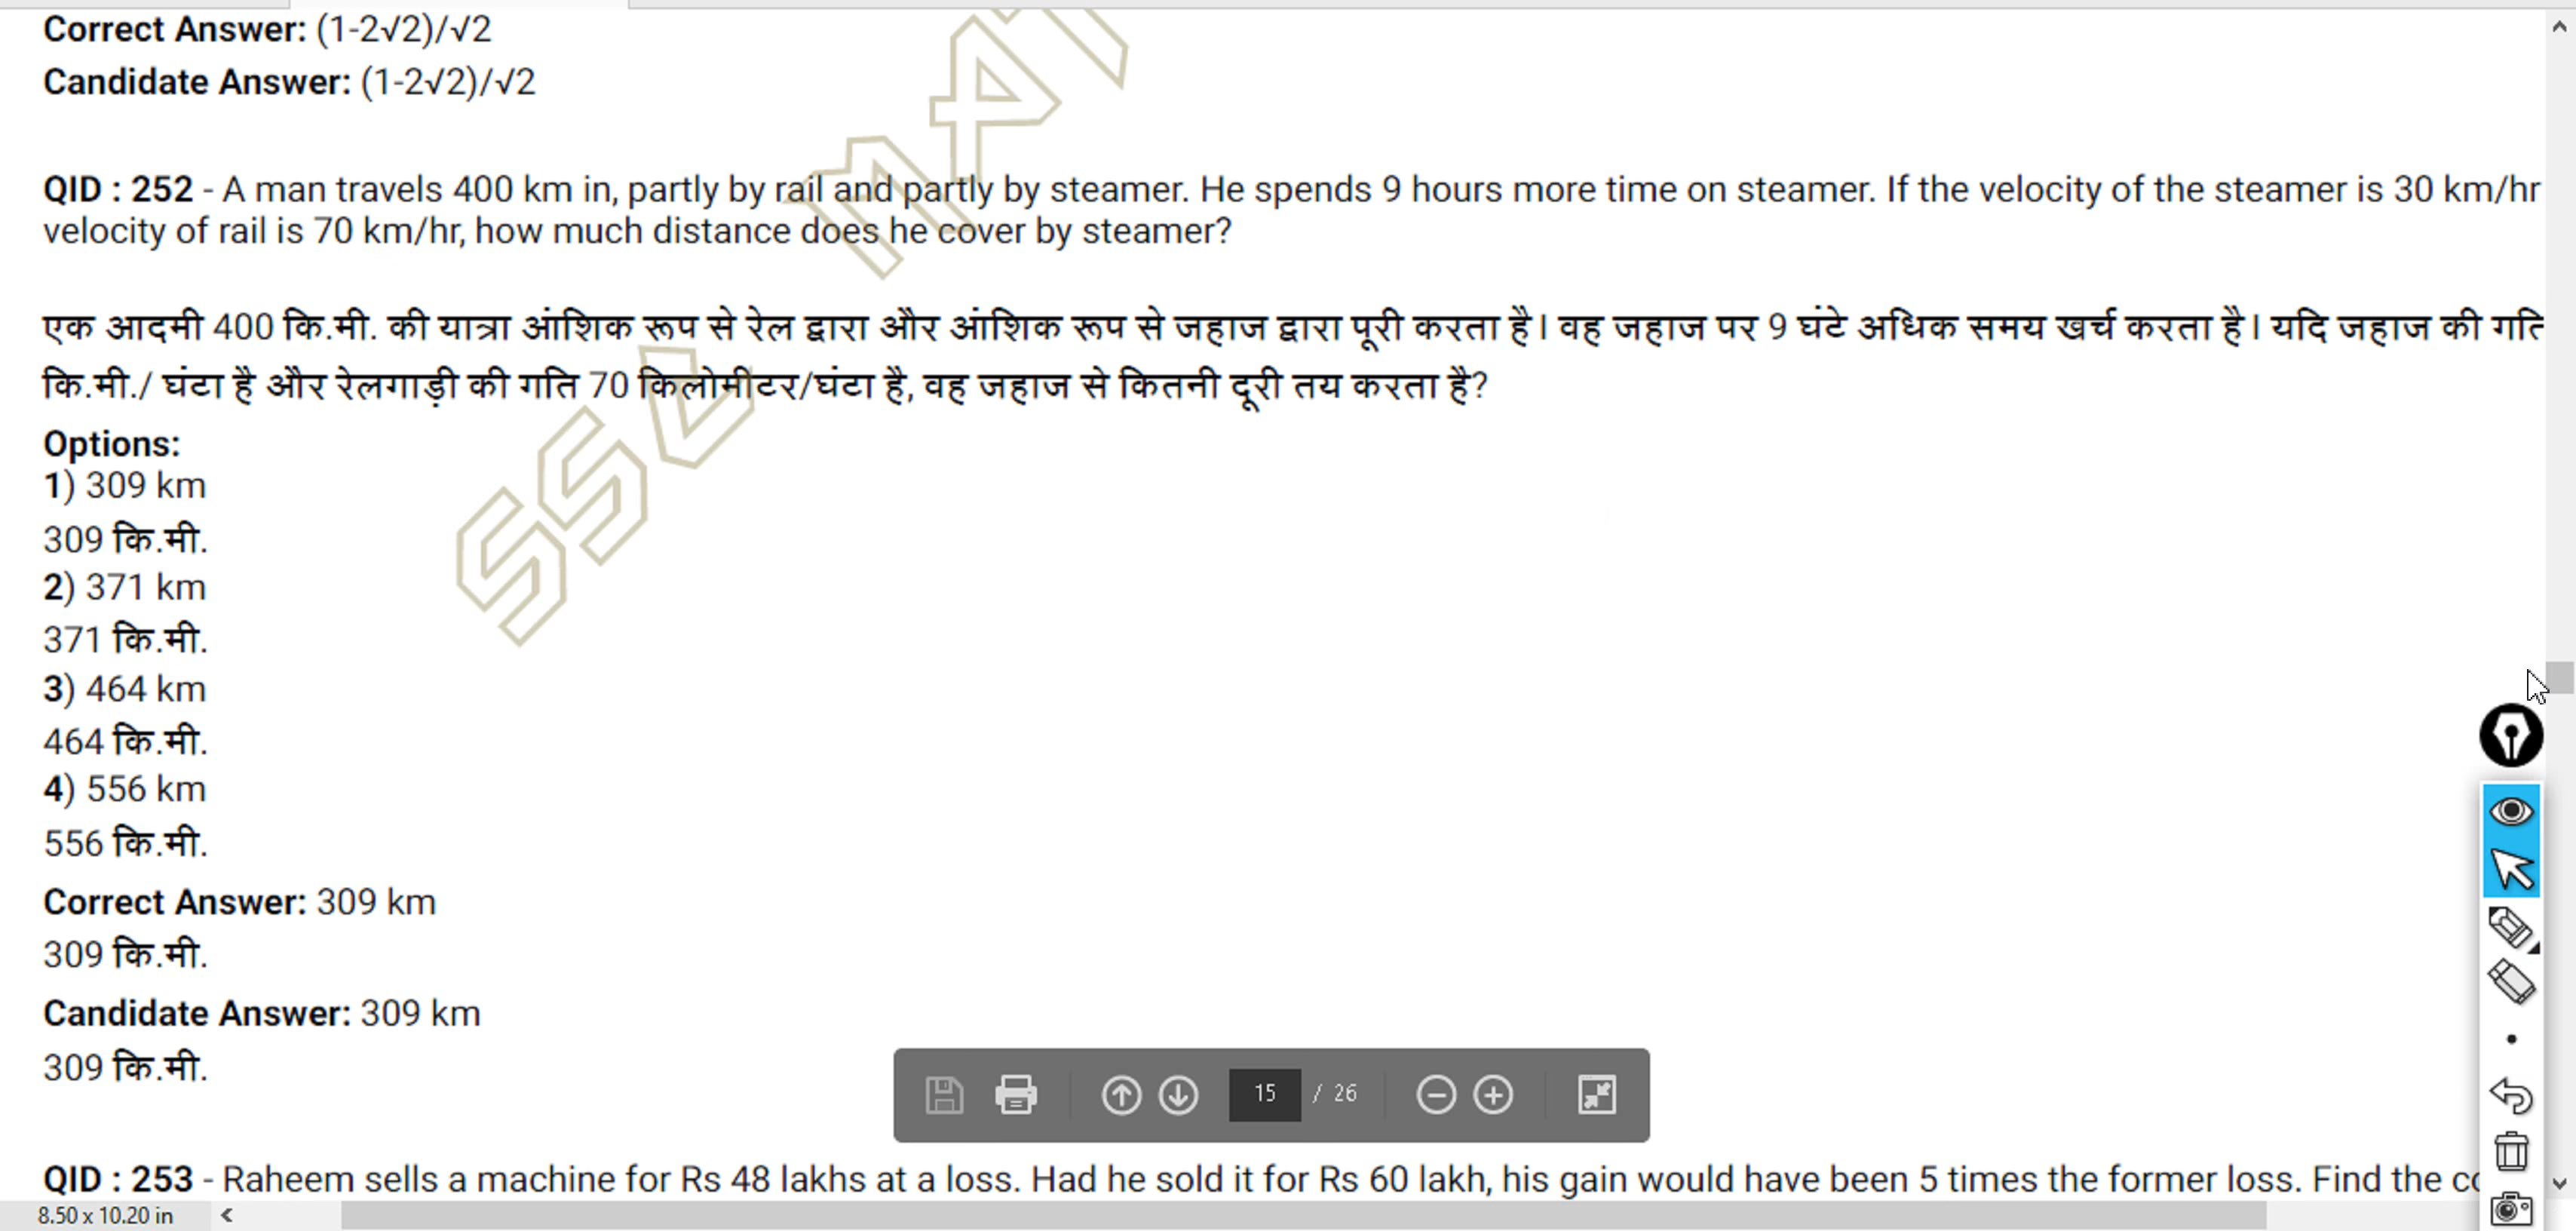 Correct Answer: (1-2√2)/√2
Candidate Answer: (1-2√2)/√2
QID : 252 - A man travels 400 km in, partly by rail and partly by steamer. He spends 9 hours more time on steamer. If the velocity of the steamer is 30 km/hr
velocity of rail is 70 km/hr, how much distance does he cover by steamer?
एक आदमी 400 कि.मी. की यात्रा आंशिक रूप से रेल द्वारा और आंशिक रूप से जहाज द्वारा पूरी करता है। वह जहाज पर 9 घंटे अधिक समय खर्च करता है। यदि जहाज की गति
कि.मी./ घंटा है और रेलगाड़ी की गति 70 किलोमीटर/घंटा है, वह जहाज से कितनी दूरी तय करता है?
Options:
1) 309 km
309 कि.मी.
2) 371 km
371 कि.मी.
3) 464 km
464 कि.मी.
4) 556 km
556 कि.मी.
Correct Answer: 309 km
309 कि.मी.
Candidate Answer: 309 km
309 कि.मी.
15 / 26
QID : 253 - Raheem sells a machine for Rs 48 lakhs at a loss. Had he sold it for Rs 60 lakh, his gain would have been 5 times the former loss. Find the
8.50 x 10.20 in